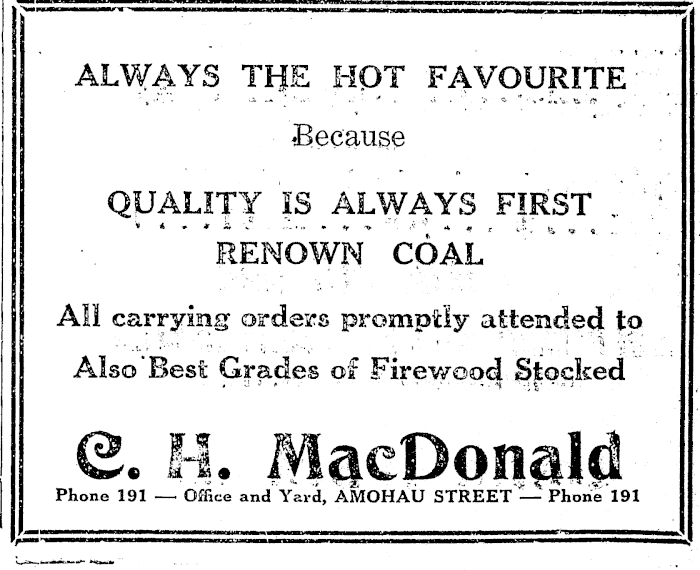 ALWAYS THE HOT FAVOURITE
Because
QUALITY IS ALWAYS FIRST
RENOWN COAL
All carrying orders promptly attended to
Also Best Grades of Firewood Stocked
C. H. MacDonald
Phone 191 — Office and Yard, AMOHAU STREET — Phone 191